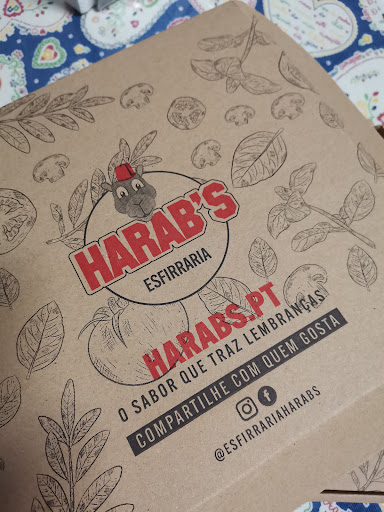 HARAB'S
ESFIRRARIA
HARABS.PT
O SABOR QUE TRAZ LEMBRANÇAS
COMPARTILHE COM QUEM GOSTA
@ESFIRRARIAHARABS